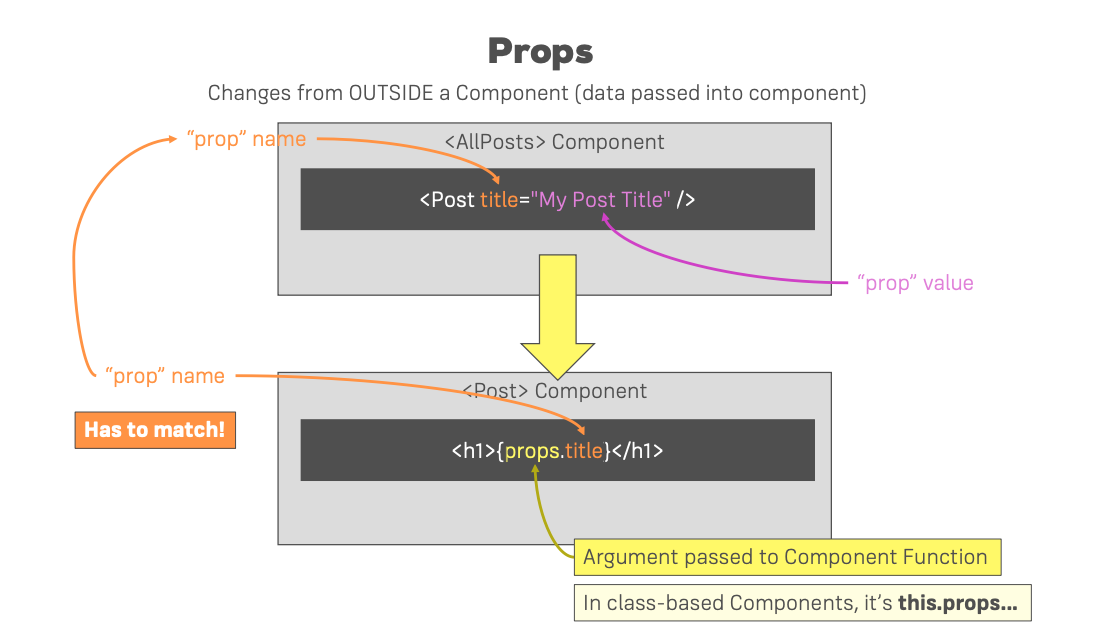 Props
Changes from OUTSIDE a Component (data passed into component)
“prop” name
<AllPosts> Component
<Post title="My Post Title" />
“prop” value
“prop” name
<Post> Component
Has to match!
<h1>{props.title}</h1>
Argument passed to Component Function
In class-based Components, it’s this.props...